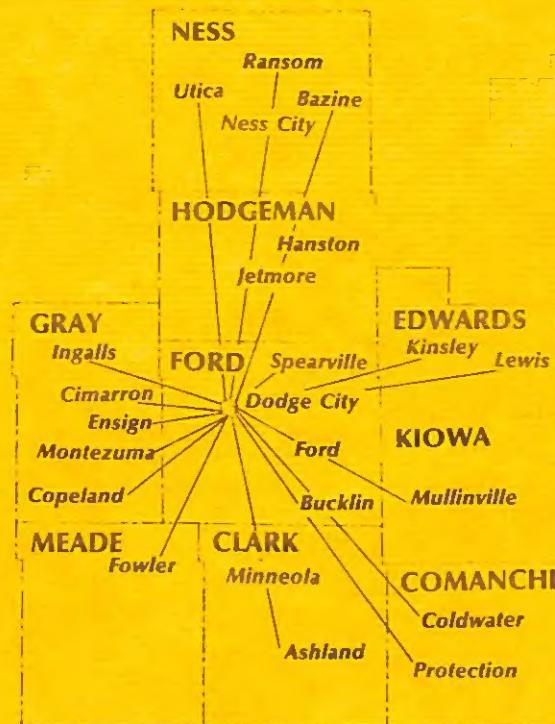 NESS
Ransom
Utica
Bazine
Ness City
HODGEMAN
Hanston
Jetmore
GRAY
EDWARDS
Ingalls
FORD
Spearville
Kinsley
Lewis
Cimarron
Dodge City
Ensign
Montezuma
Ford
KIOWA
Copeland
Bucklin
Mullinville
MEADE
Fowler
CLARK
Minneola
COMANCHE
Coldwater
Ashland
Protection